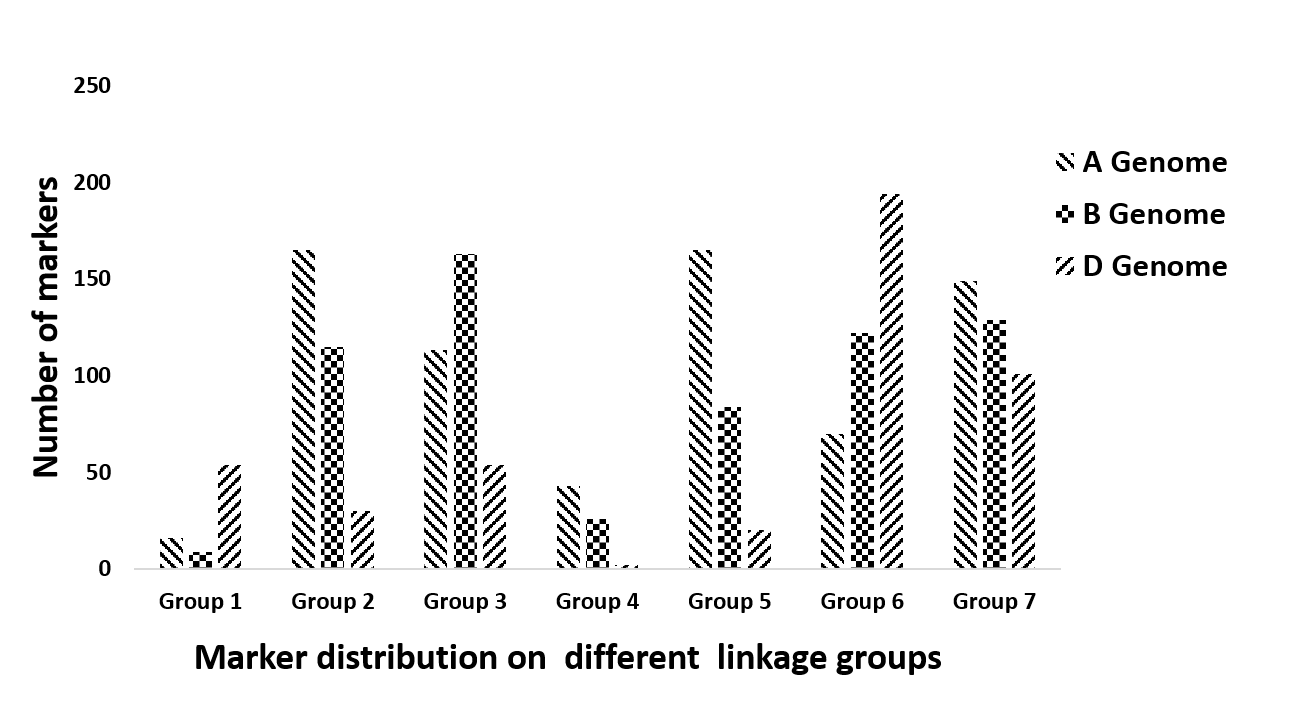 250
200
150
100
50
0
Number of markers
Group 1 Group 2 Group 3 Group 4 Group 5 Group 6 Group 7
Marker distribution on  different  linkage groups
A Genome
B Genome
D Genome